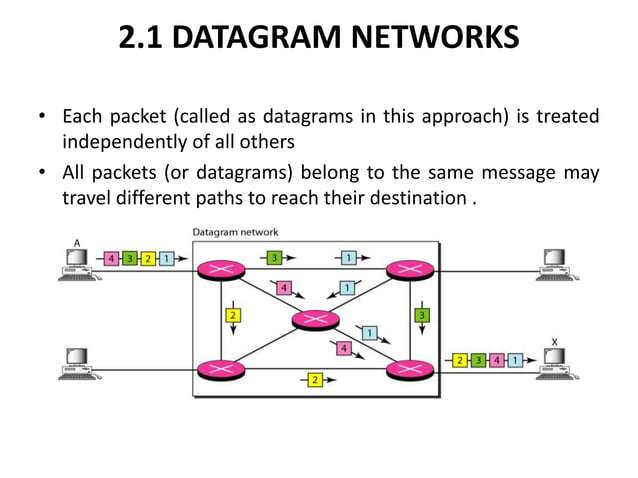 2.1 DATAGRAM NETWORKS
• Each packet (called as datagrams in this approach) is treated
independently of all others
• All packets (or datagrams) belong to the same message may
travel different paths to reach their destination .
Datagram network
A
4 3 2 1
3 1
4 1
2 3
1
4
X
2 3 4 1
2